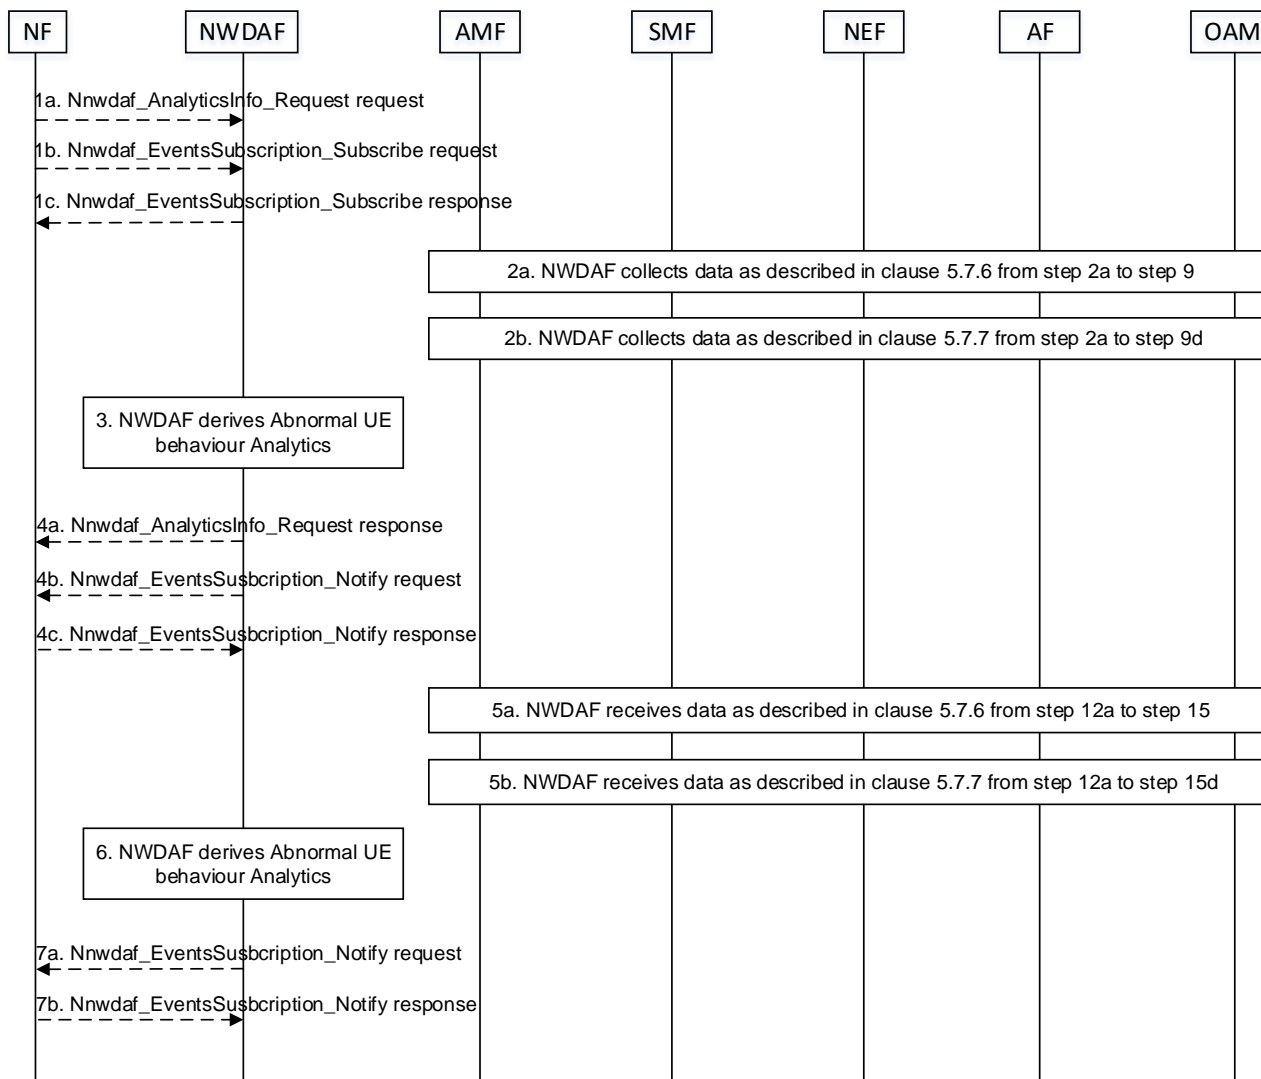 NF NWDAF AMF SMF NEF AF OAM
1a. Nnwdaf_AnalyticsInfo_Request request
1b. Nnwdaf_EventsSubscription_Subscribe request
1c. Nnwdaf_EventsSubscription_Subscribe response
2a. NWDAF collects data as described in clause 5.7.6 from step 2a to step 9
2b. NWDAF collects data as described in clause 5.7.7 from step 2a to step 9d
3. NWDAF derives Abnormal UE
behaviour Analytics
4a. Nnwdaf_AnalyticsInfo_Request response
4b. Nnwdaf_EventsSusbcription_Notify request
4c. Nnwdaf_EventsSusbcription_Notify response
5a. NWDAF receives data as described in clause 5.7.6 from step 12a to step 15
5b. NWDAF receives data as described in clause 5.7.7 from step 12a to step 15d
6. NWDAF derives Abnormal UE
behaviour Analytics
7a. Nnwdaf_EventsSusbcription_Notify request
7b. Nnwdaf_EventsSusbcription_Notify response